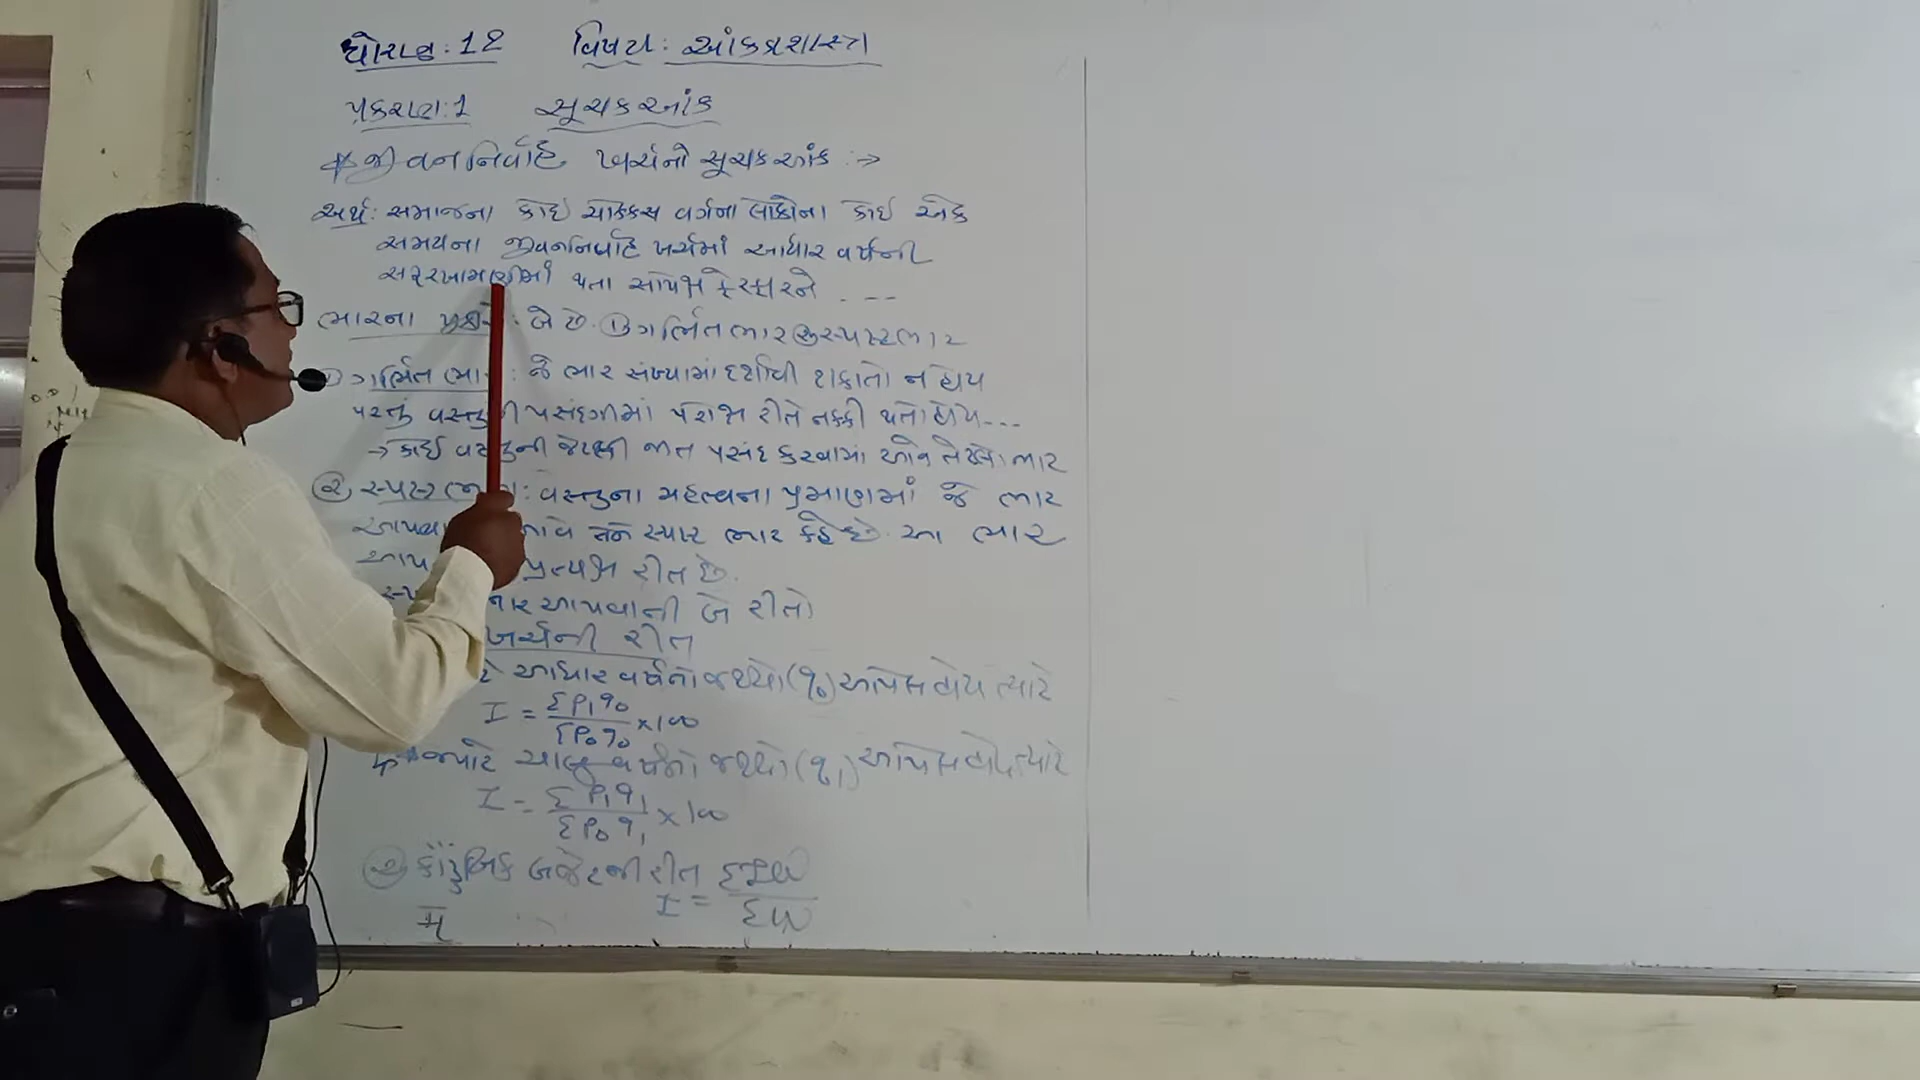 ધોરણ : 12 વિષય : આંકડાશાસ્ત્ર
પ્રકરણ : 1 સૂચકઆંક
* જીવનનિર્વાહ ખર્ચનો સૂચકઆંક :->
અર્થ : સમાજના કોઈ ચોક્કસ વર્ગના લોકોના કોઈ એક
સમયના જીવનનિર્વાહ ખર્ચમાં આધાર વર્ષની
સરખામણીમાં થતા સાપેક્ષ ફેરફારને - - -
ભારના પ્રકાર : બે છે. ① ગર્ભિત ભાર ② સ્પષ્ટ ભાર
ગર્ભિત ભાર : જે ભાર સંખ્યામાં દર્શાવી શકાતો ન હોય
પરંતુ વસ્તુની પસંદગીમાં પરોક્ષ રીતે નક્કી થતો હોય ---
→ કોઈ વસ્તુની જેટલી જાત પસંદ કરવામાં આવે તેટલો ભાર
② સ્પષ્ટ ભાર : વસ્તુના મહત્વના પ્રમાણમાં જે ભાર
આપવા આવે તેને સ્પષ્ટ ભાર કહે છે. આ ભાર
પ્રત્યક્ષ રીત છે.
ભાર આપવાની બે રીતો
ખર્ચની રીત
આધાર વર્ષનો જથ્થો (q₀) આપેલ હોય ત્યારે
I = Σp₁q₀ / Σp₀q₀ × 100
* જ્યારે ચાલુ વર્ષનો જથ્થો (q₁) આપેલ હોય ત્યારે
I = Σp₁q₁ / Σp₀q₁ × 100
② કૌટુંબિક બજેટની રીત
I = ΣIW / ΣW